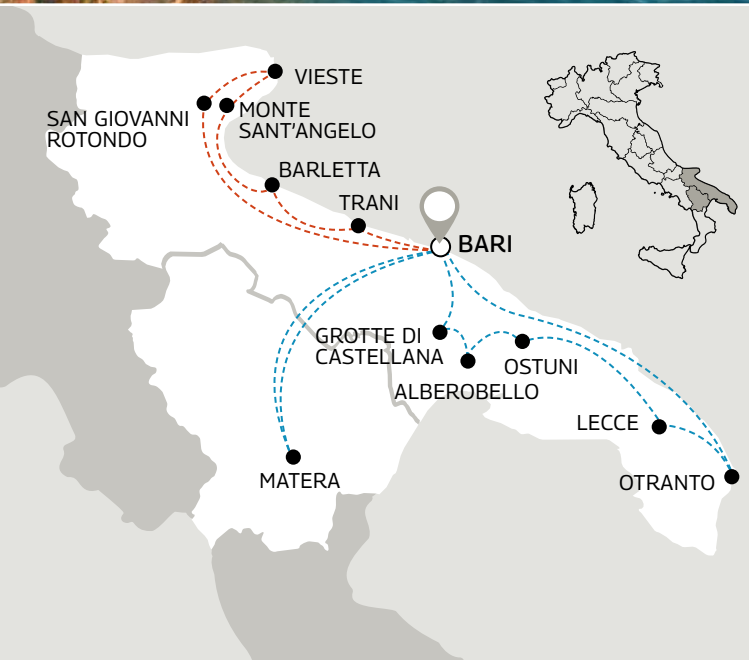 VIESTE
SAN GIOVANNI
ROTONDO
MONTE
SANT'ANGELO
BARLETTA
TRANI
BARI
GROTTE DI
CASTELLANA
OSTUNI
ALBEROBELLO
LECCE
MATERA
OTRANTO